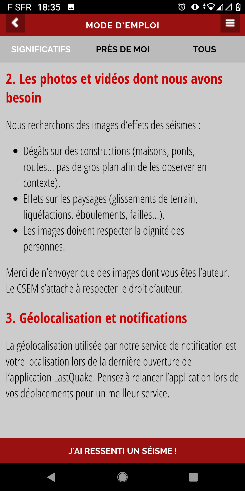 F SFR 18:35
MODE D'EMPLOI
SIGNIFICATIFS PRÈS DE MOI TOUS
2. Les photos et vidéos dont nous avons
besoin
Nous recherchons des images d'effets des séismes :
• Dégâts sur des constructions (maisons, ponts,
routes... pas de gros plan afin de les observer en
contexte).
• Effets sur les paysages (glissements de terrain,
liquéfactions, éboulements, failles...).
• Les images doivent respecter la dignité des
personnes.
Merci de n'envoyer que des images dont vous êtes l'auteur.
Le CSEM s'attache à respecter le droit d'auteur.
3. Géolocalisation et notifications
La géolocalisation utilisée par notre service de notification est
votre localisation lors de la dernière ouverture de
l'application LastQuake. Pensez à relancer l'application lors de
vos déplacements pour un meilleur service.
J'AI RESSENTI UN SÉISME !